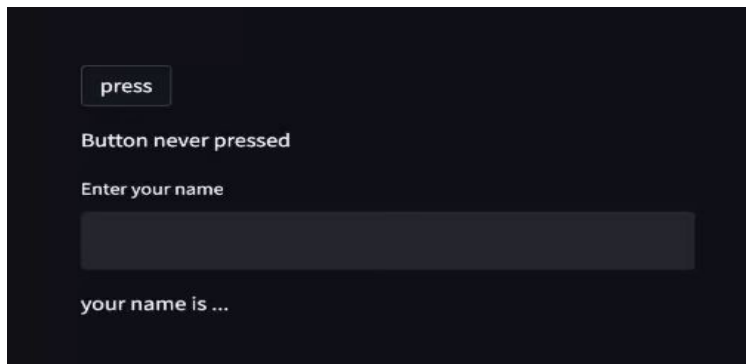 press
Button never pressed
Enter your name
your name is ...